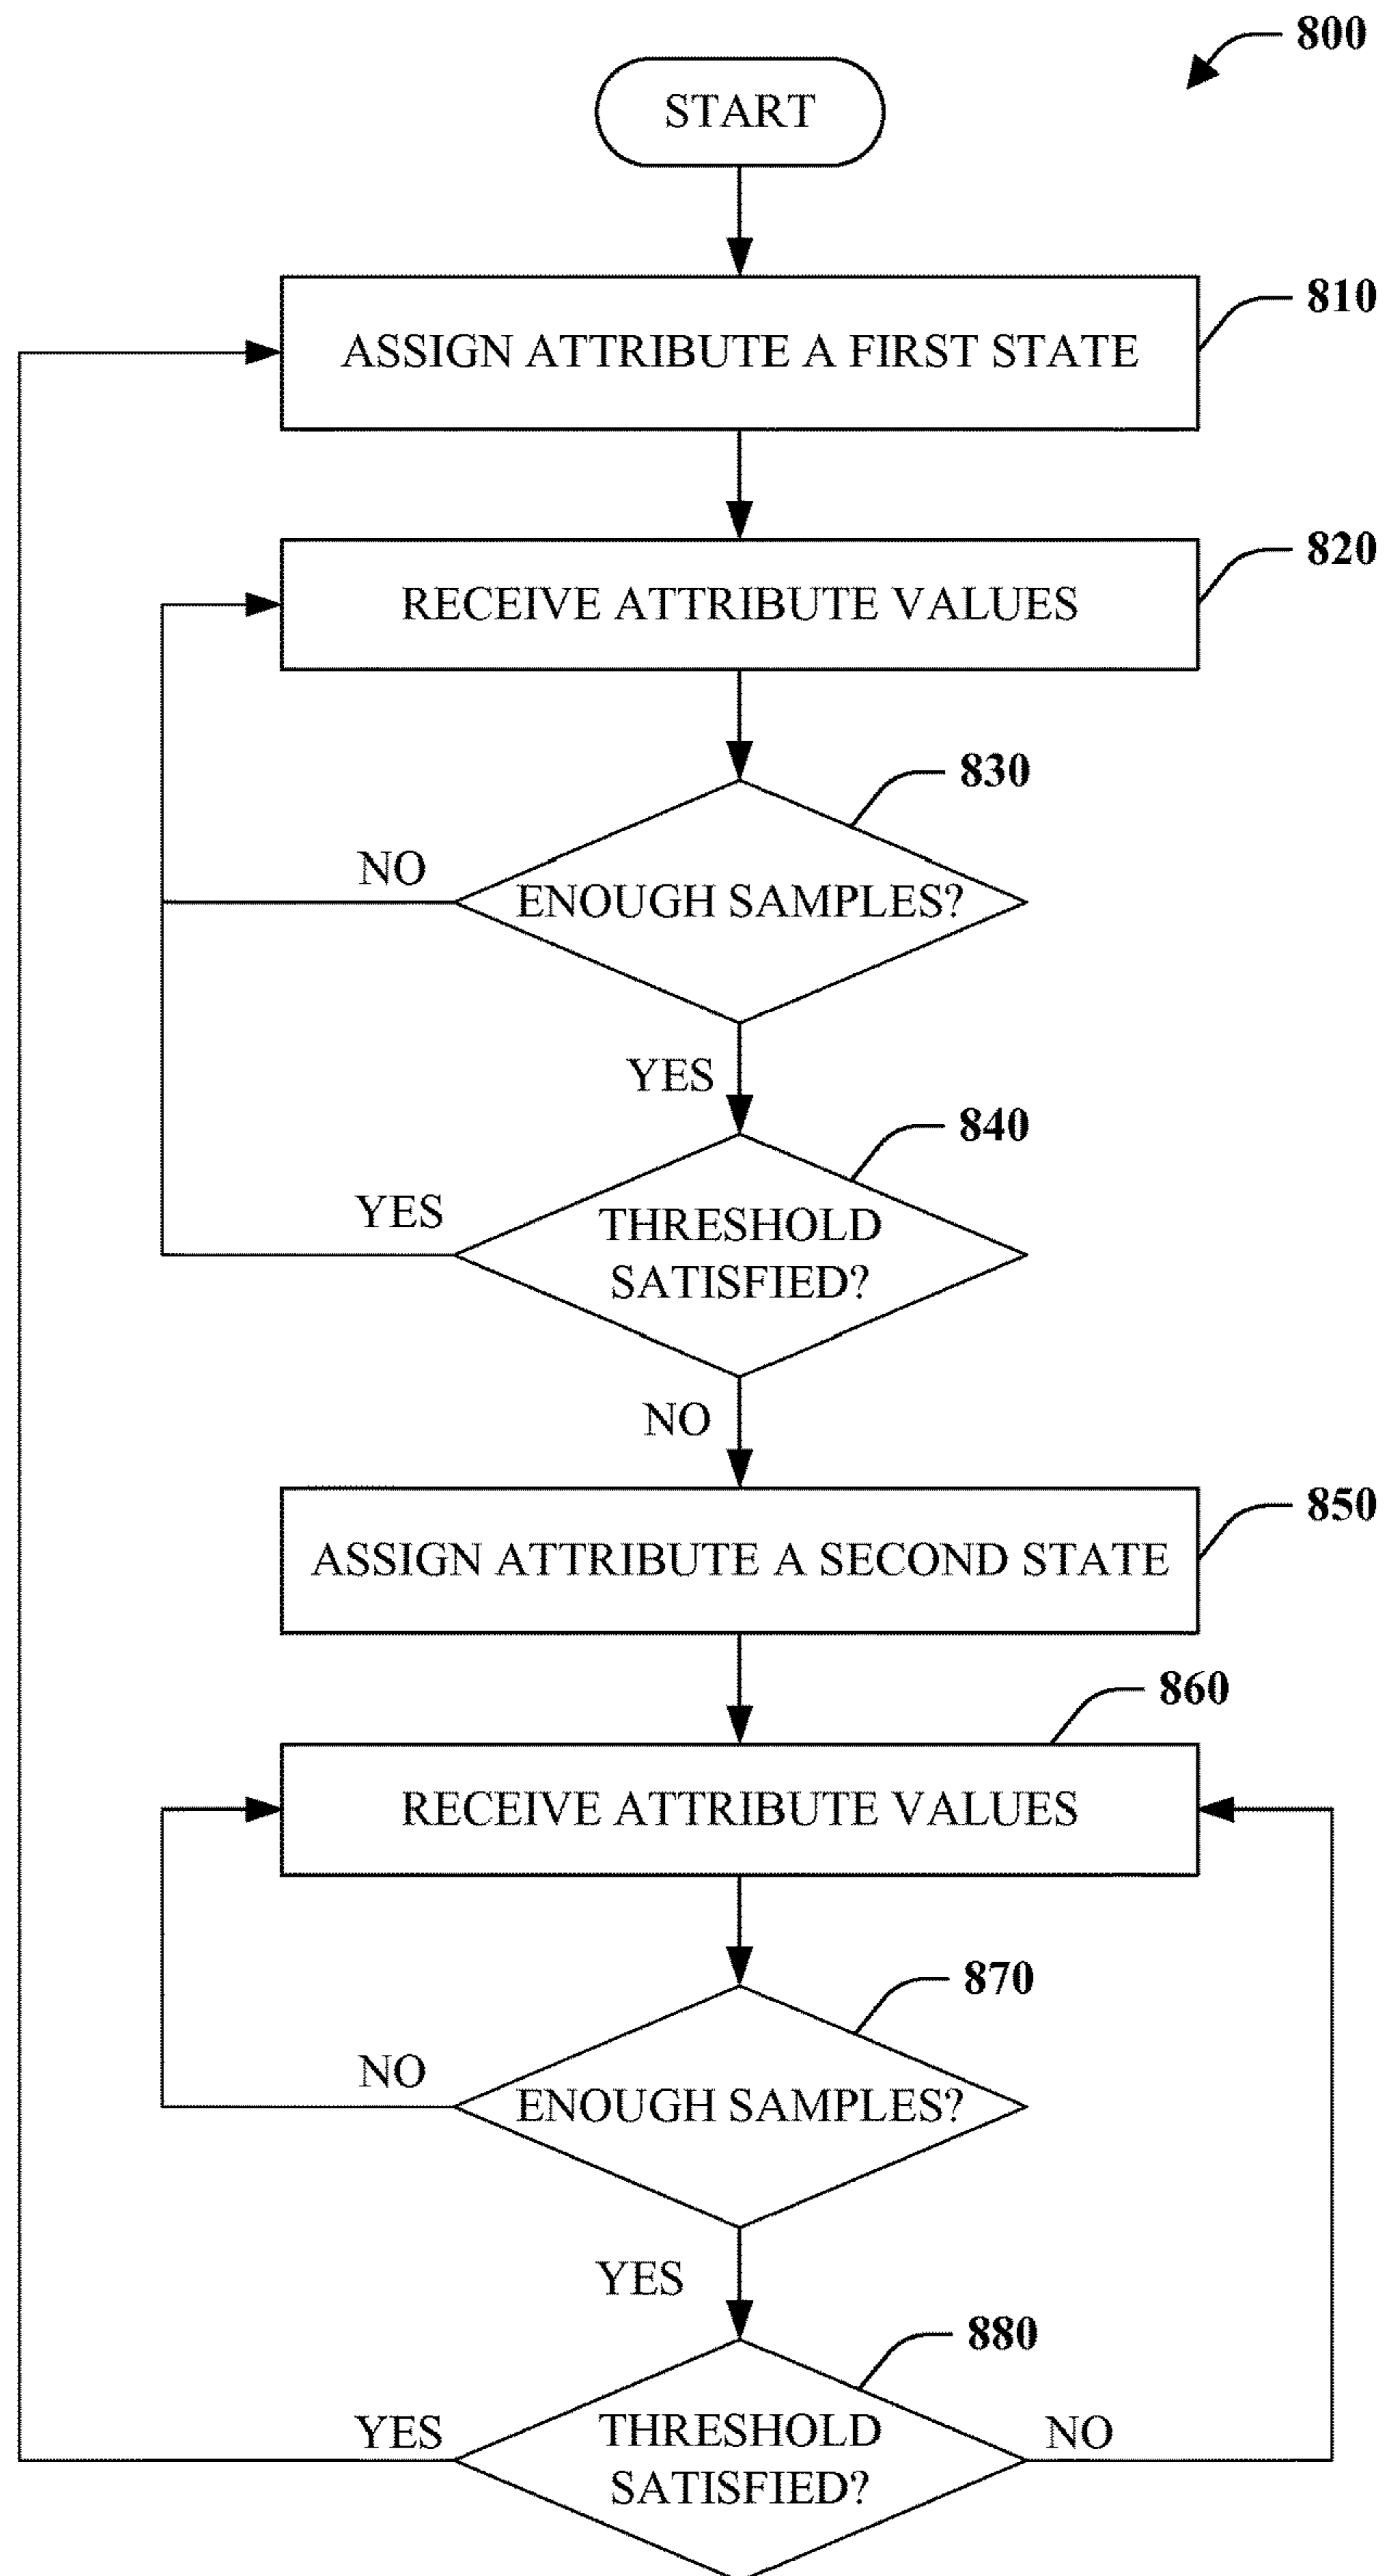 800
START
810
ASSIGN ATTRIBUTE A FIRST STATE
820
RECEIVE ATTRIBUTE VALUES
830
NO
ENOUGH SAMPLES?
YES
840
YES
THRESHOLD
SATISFIED?
NO
850
ASSIGN ATTRIBUTE A SECOND STATE
860
RECEIVE ATTRIBUTE VALUES
870
NO
ENOUGH SAMPLES?
YES
880
YES
THRESHOLD
SATISFIED?
NO